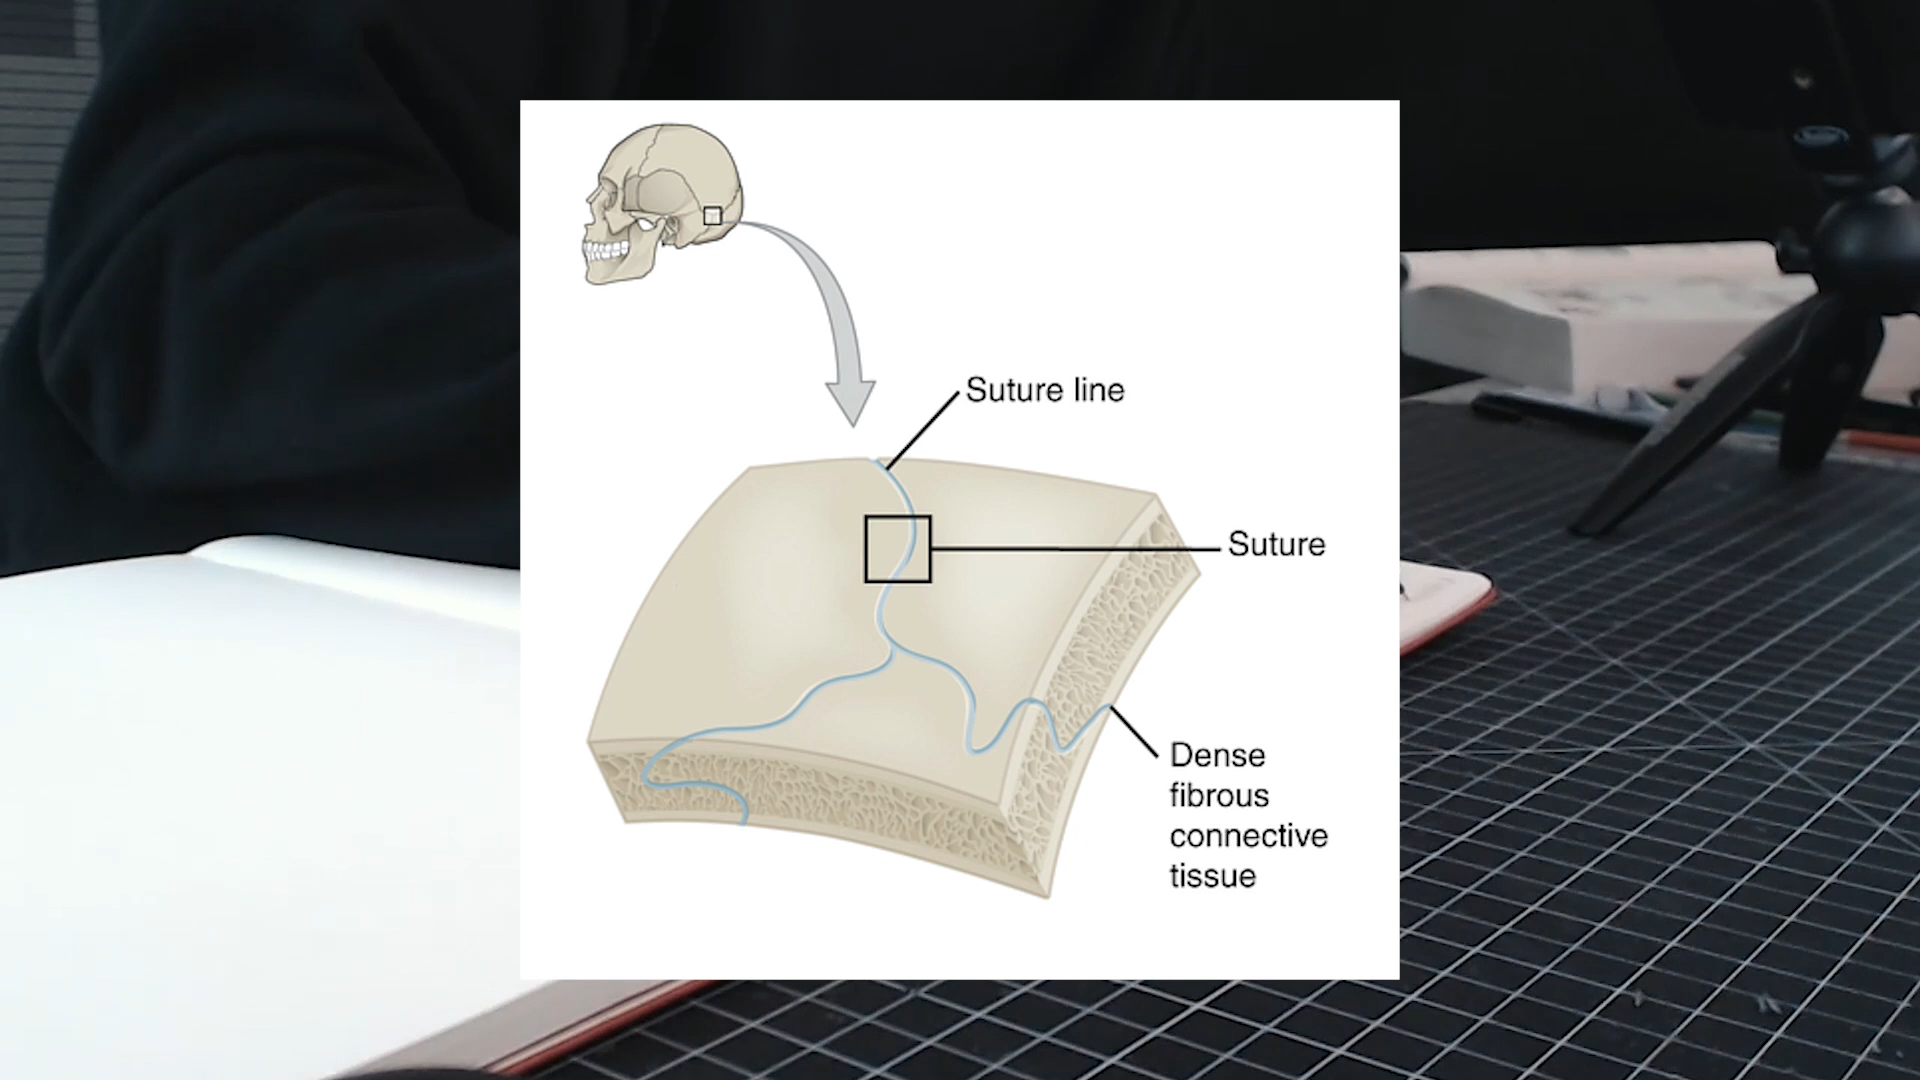 Suture line
Suture
Dense
fibrous
connective
tissue